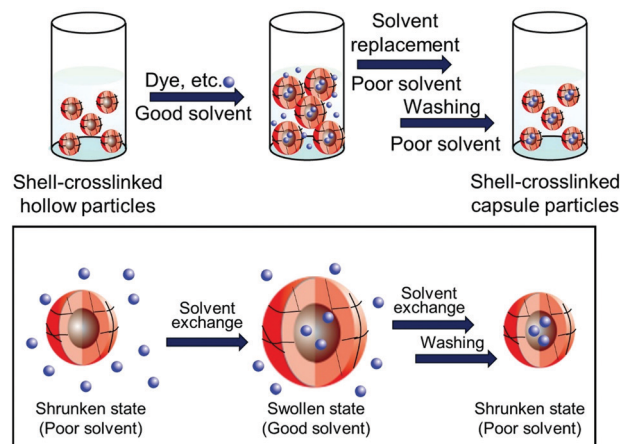 Dye, etc.
Good solvent
Solvent
replacement
Poor solvent
Washing
Poor solvent
Shell-crosslinked
hollow particles
Shell-crosslinked
capsule particles
Solvent
exchange
Solvent
exchange
Washing
Shrunken state
(Poor solvent)
Swollen state
(Good solvent)
Shrunken state
(Poor solvent)